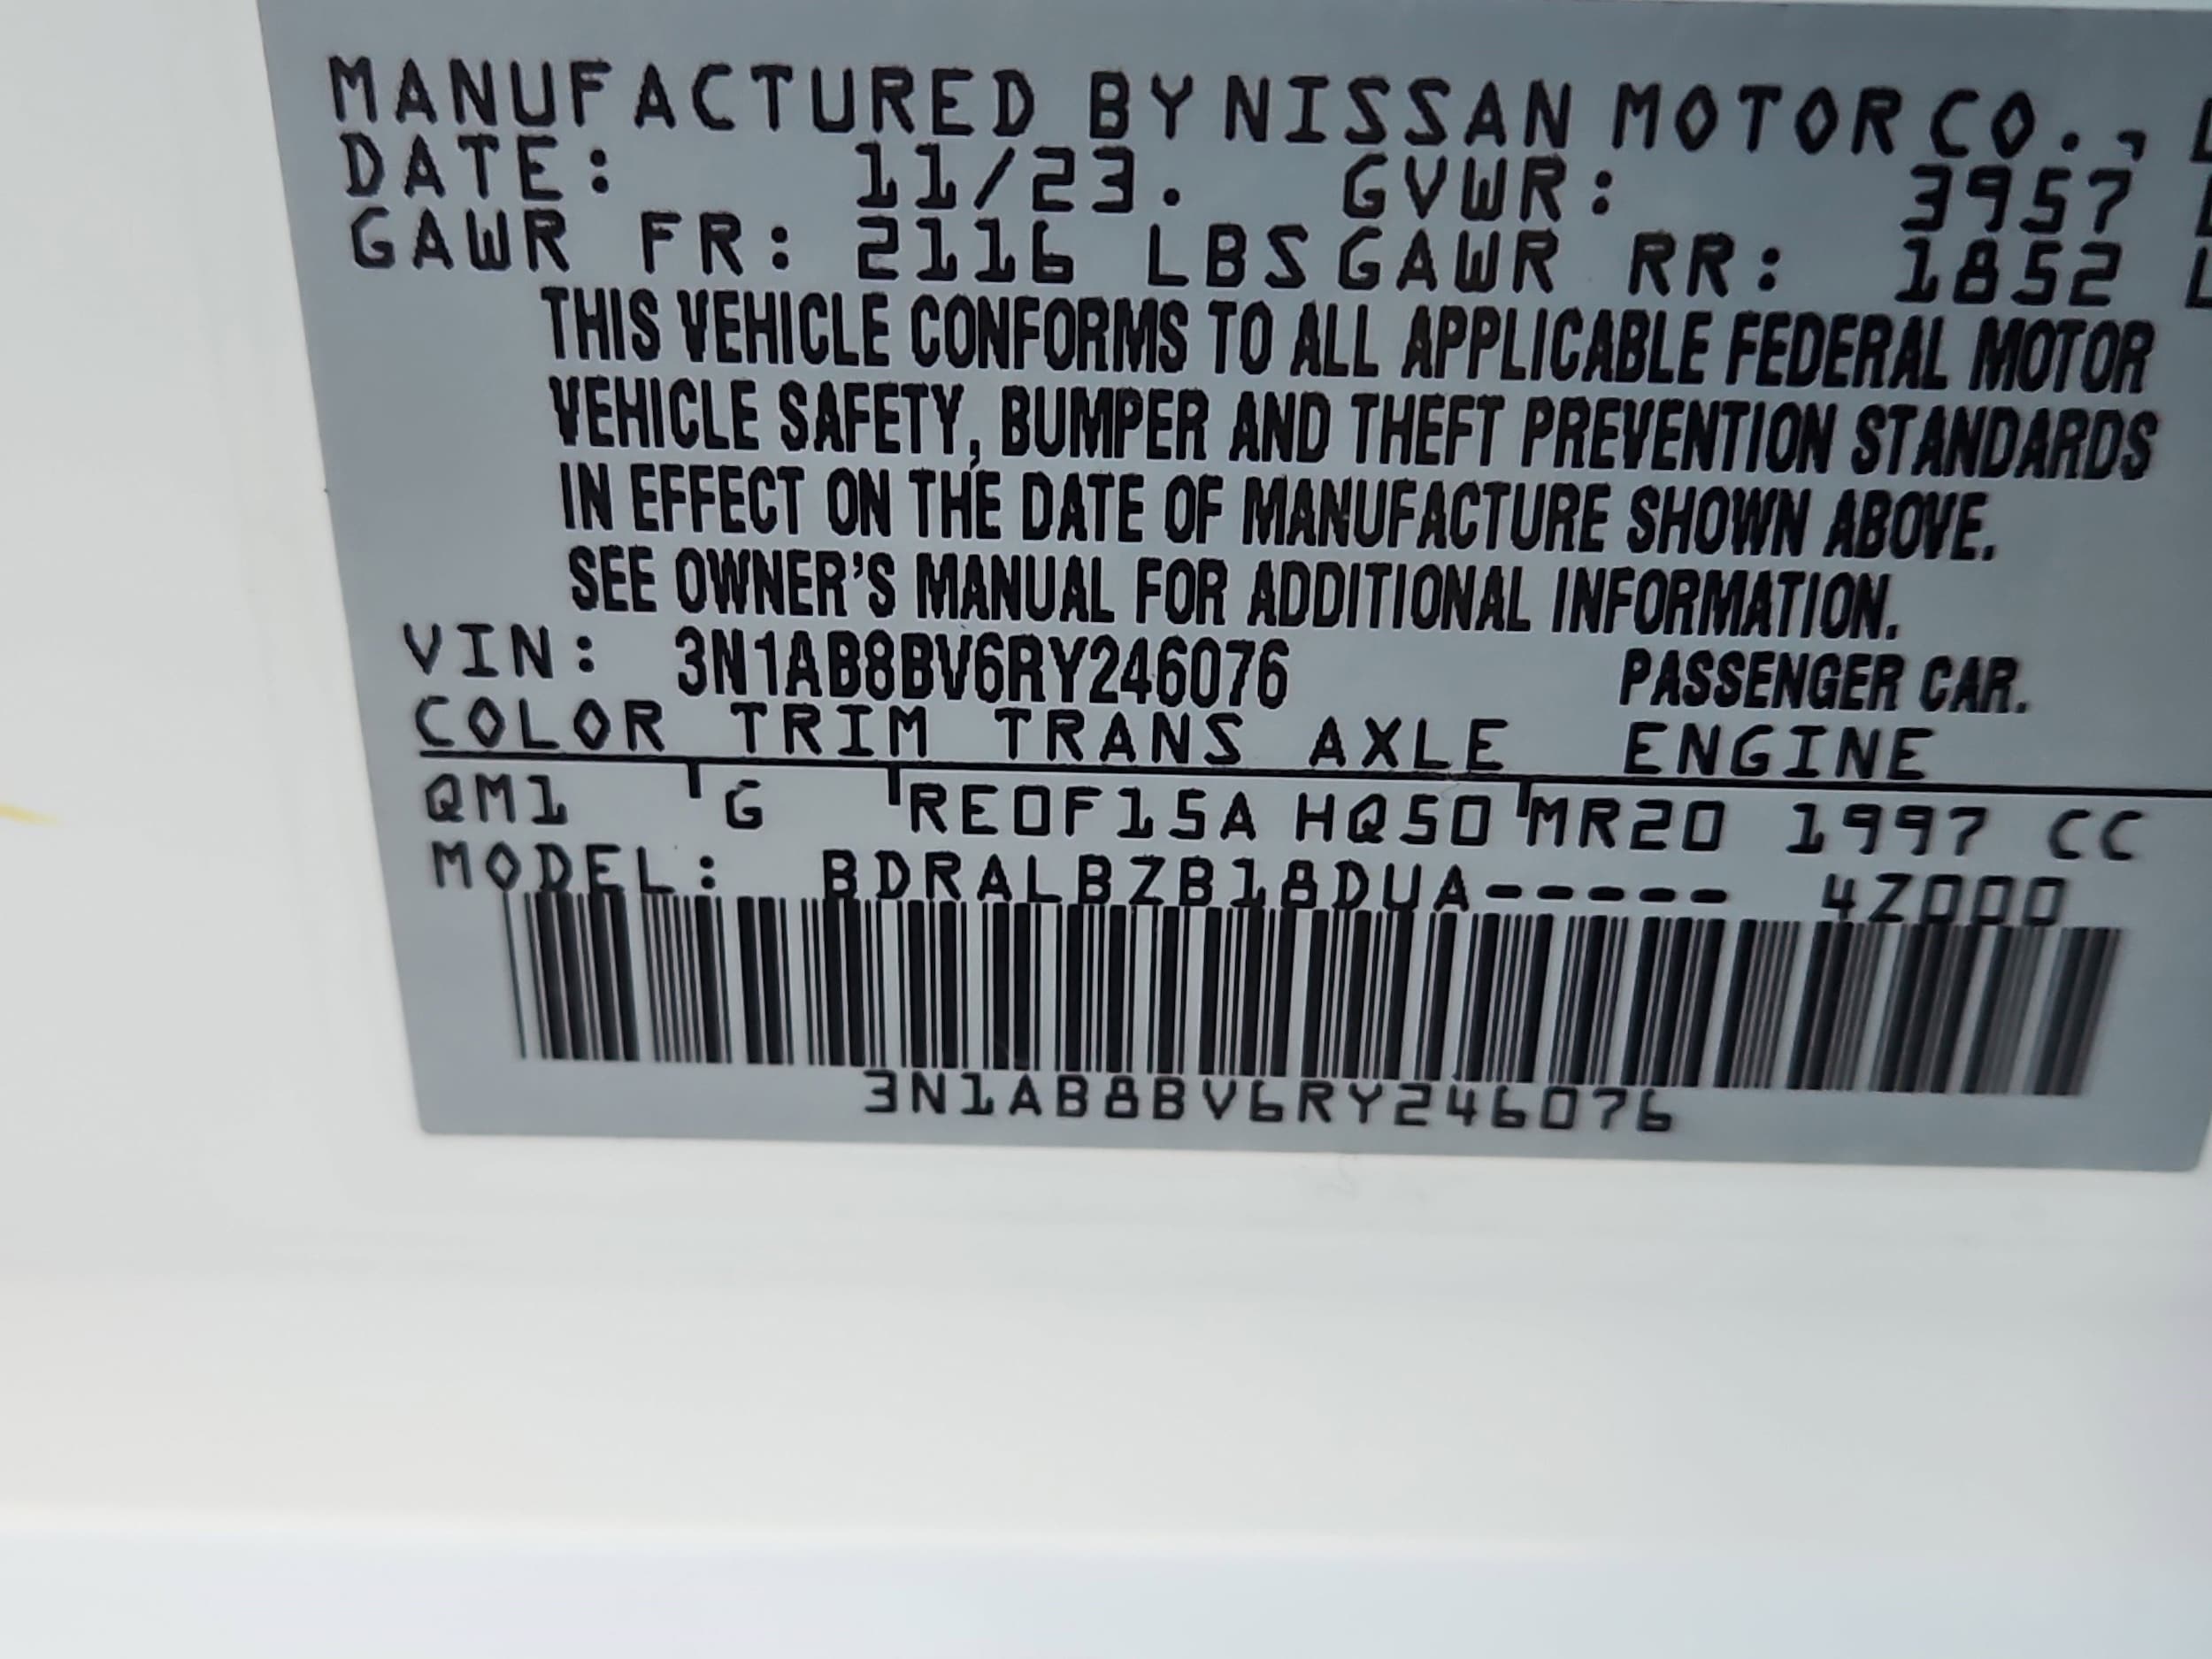 MANUFACTURED BY NISSAN MOTOR CO.,
DATE: 11/23. GVWR: 3957
GAWR FR: 2116 LBS GAWR RR: 1852
THIS VEHICLE CONFORMS TO ALL APPLICABLE FEDERAL MOTOR
VEHICLE SAFETY, BUMPER AND THEFT PREVENTION STANDARDS
IN EFFECT ON THE DATE OF MANUFACTURE SHOWN ABOVE.
SEE OWNER'S MANUAL FOR ADDITIONAL INFORMATION.
VIN: 3N1AB8BV6RY246076 PASSENGER CAR.
COLOR TRIM TRANS AXLE ENGINE
QM1 G RE0F15A HQ50 MR20 1997 CC
MODEL: BDRALBZB18DUA----- 4Z000
3N1AB8BV6RY246076